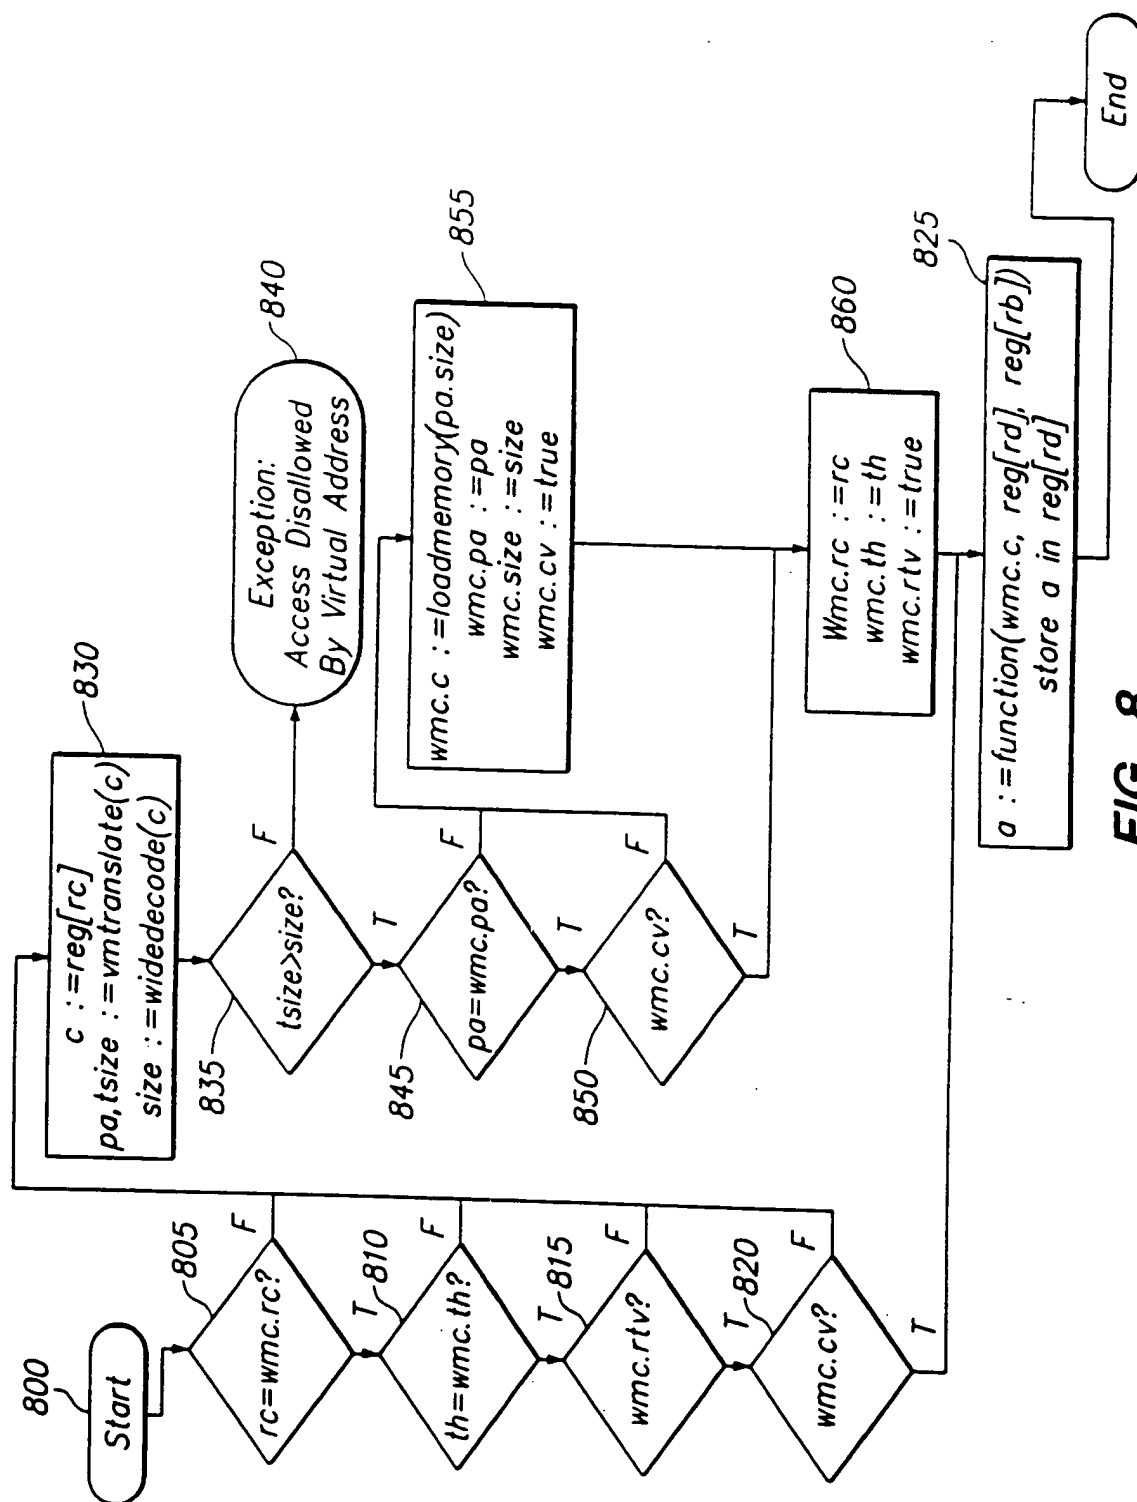 800
Start
805
rc=wmc.rc?
F
T
810
th=wmc.th?
F
T
815
wmc.rtv?
F
T
820
wmc.cv?
F
T
830
c :=reg[rc]
pa,tsize :=vmtranslate(c)
size :=widedecode(c)
835
tsize>size?
F
T
840
Exception:
Access Disallowed
By Virtual Address
845
pa=wmc.pa?
F
T
850
wmc.cv?
F
T
855
wmc.c :=loadmemory(pa.size)
wmc.pa :=pa
wmc.size :=size
wmc.cv :=true
860
Wmc.rc :=rc
wmc.th :=th
wmc.rtv :=true
825
a :=function(wmc.c, reg[rd], reg[rb])
store a in reg[rd]
End
FIG. 8